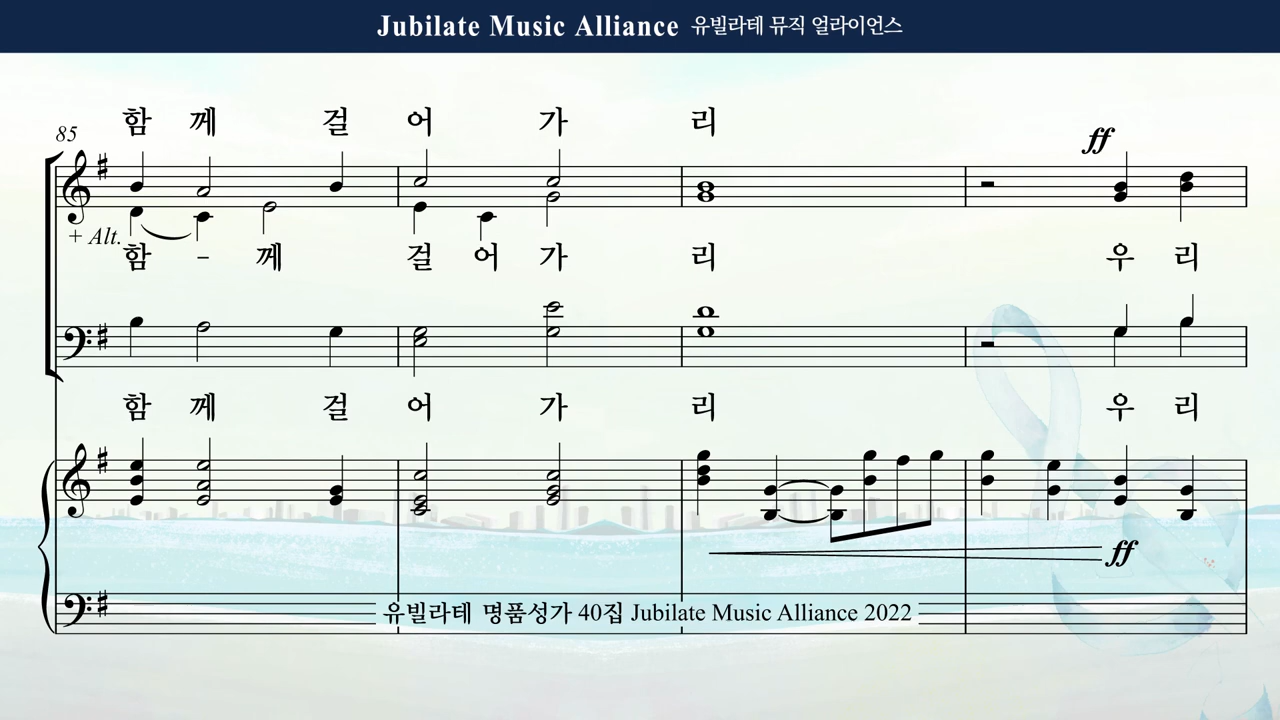 Jubilate Music Alliance 유빌라테 뮤직 얼라이언스
함 께 걸 어 가 리
85
ff
+ Alt.
함 - 께 걸 어 가 리 우 리
함 께 걸 어 가 리 우 리
ff
유빌라테 명품성가 40집 Jubilate Music Alliance 2022